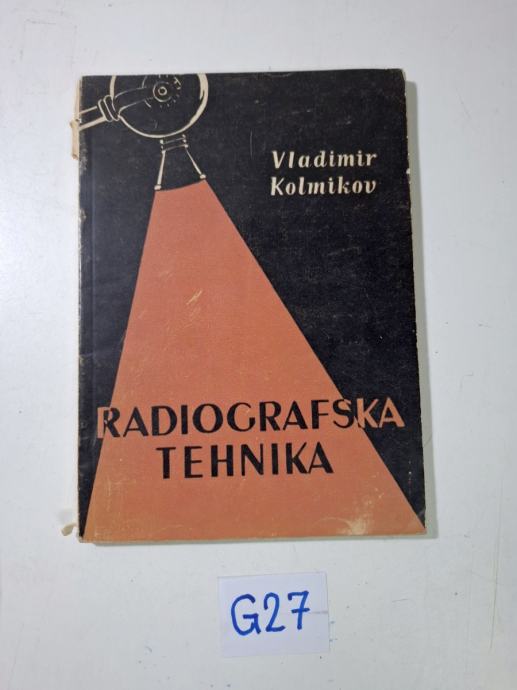 Vladimir
Kolmikov
RADIOGRAFSKA
TEHNIKA
G27